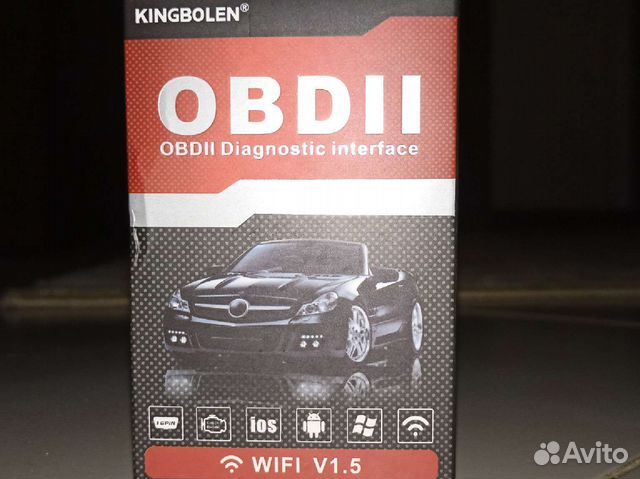 KINGBOLEN®
OBDII
OBDII Diagnostic interface
16PIN
ios
WIFI V1.5
Avito